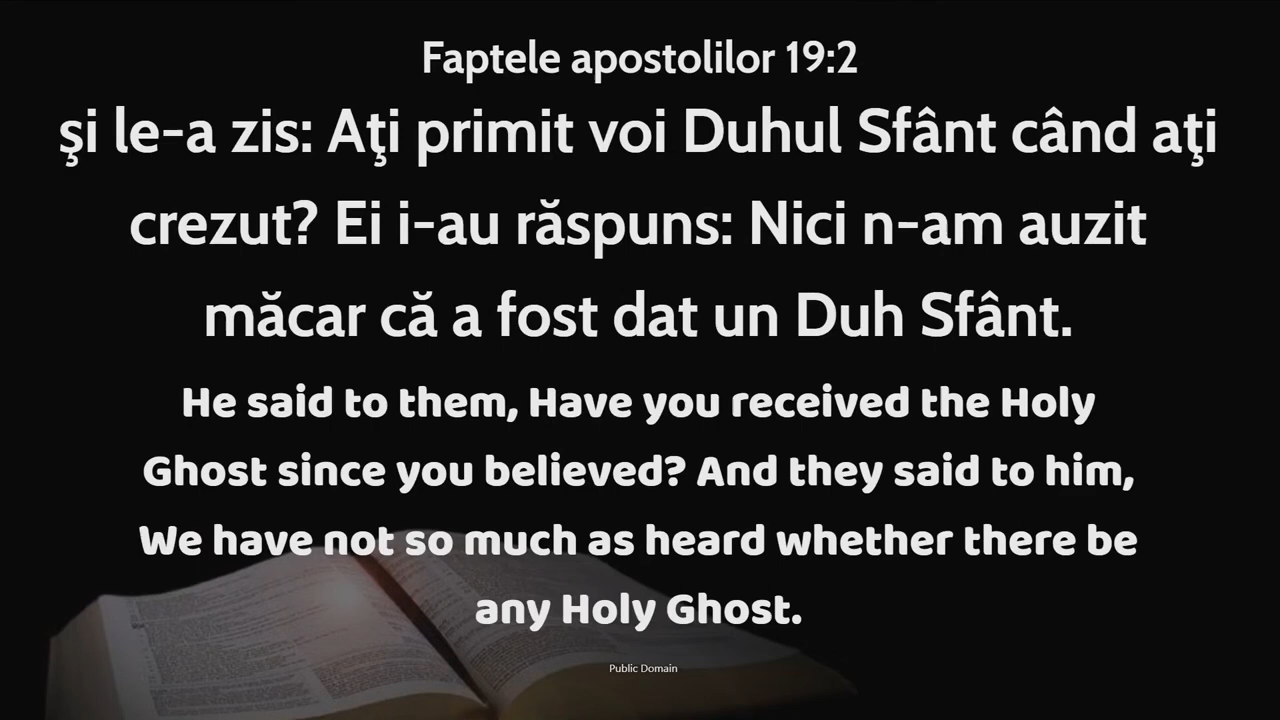 Faptele apostolilor 19:2
şi le-a zis: Aţi primit voi Duhul Sfânt când aţi
crezut? Ei i-au răspuns: Nici n-am auzit
măcar că a fost dat un Duh Sfânt.
He said to them, Have you received the Holy
Ghost since you believed? And they said to him,
We have not so much as heard whether there be
any Holy Ghost.
Public Domain